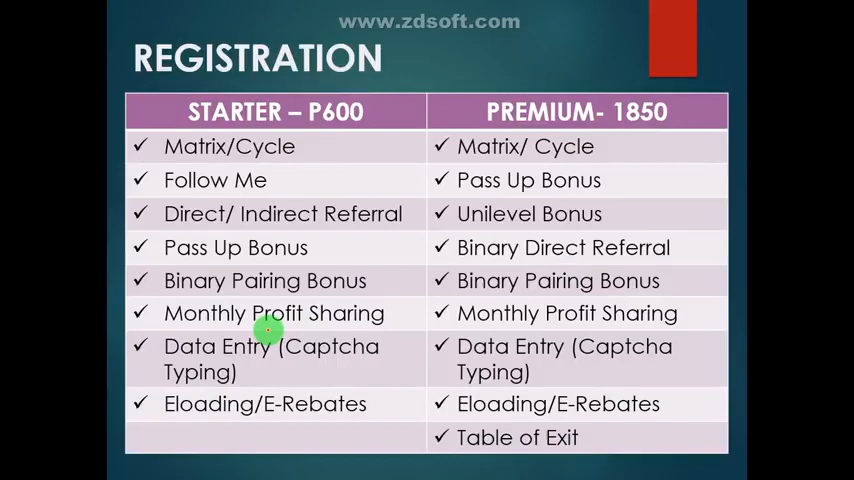 www.zdsoft.com
REGISTRATION
STARTER – P600 PREMIUM- 1850
✓ Matrix/Cycle ✓ Matrix/ Cycle
✓ Follow Me ✓ Pass Up Bonus
✓ Direct/ Indirect Referral ✓ Unilevel Bonus
✓ Pass Up Bonus ✓ Binary Direct Referral
✓ Binary Pairing Bonus ✓ Binary Pairing Bonus
✓ Monthly Profit Sharing ✓ Monthly Profit Sharing
✓ Data Entry (Captcha ✓ Data Entry (Captcha
Typing) Typing)
✓ Eloading/E-Rebates ✓ Eloading/E-Rebates
✓ Table of Exit